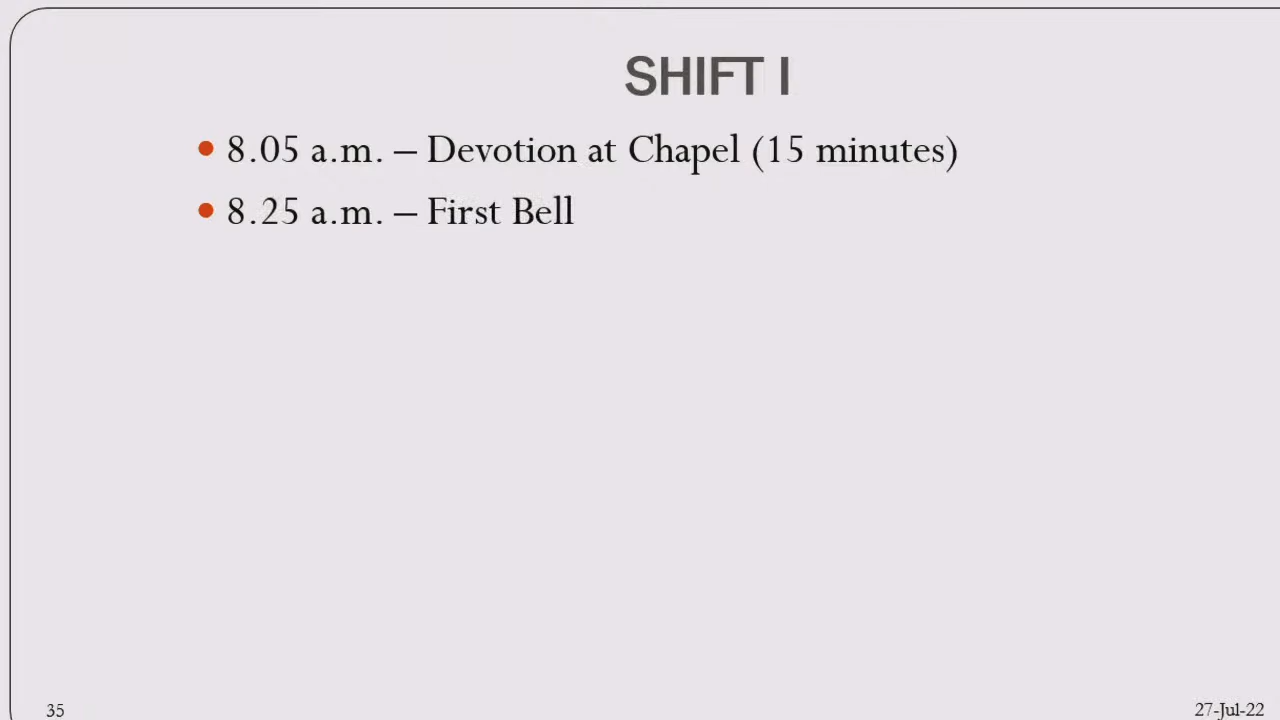 SHIFT I
• 8.05 a.m. – Devotion at Chapel (15 minutes)
• 8.25 a.m. – First Bell
35
27-Jul-22